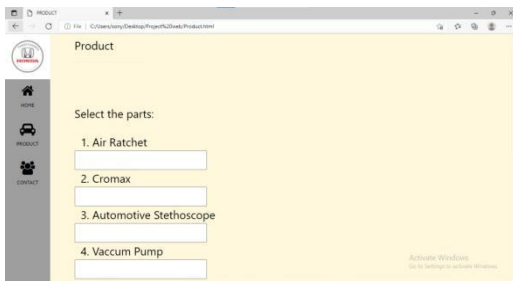 PRODUCT
File | C:/Users/sony/Desktop/Project%20web/Product.html
HONDA
HOME
PRODUCT
CONTACT
Product
Select the parts:
1. Air Ratchet
2. Cromax
3. Automotive Stethoscope
4. Vaccum Pump
Activate Windows
Go to Settings to activate Windows.